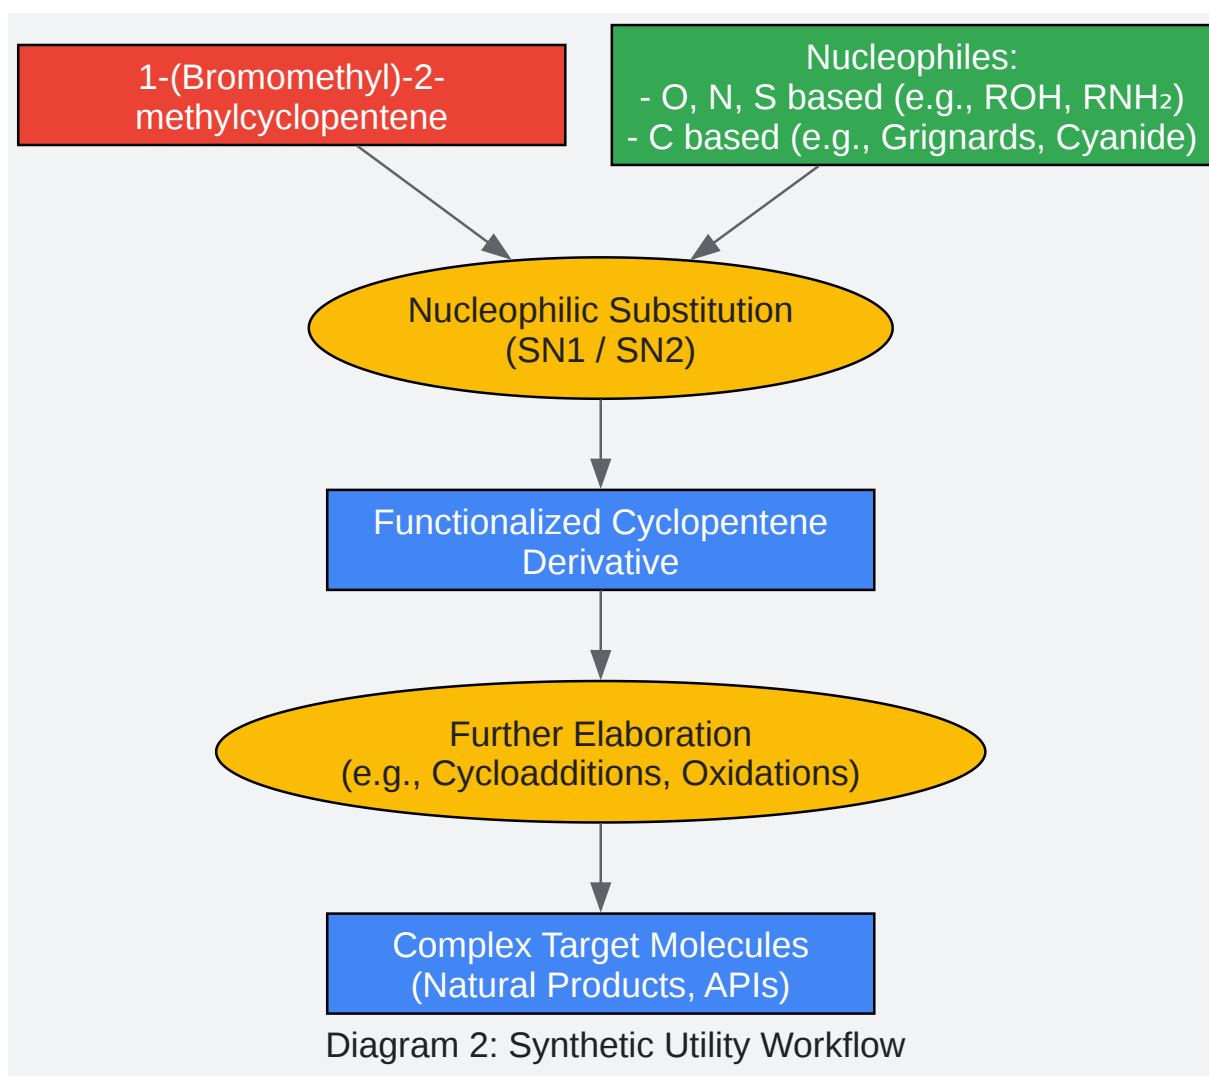 1-(Bromomethyl)-2-
methylcyclopentene
Nucleophiles:
- O, N, S based (e.g., ROH, RNH₂)
- C based (e.g., Grignards, Cyanide)
Nucleophilic Substitution
(SN1 / SN2)
Functionalized Cyclopentene
Derivative
Further Elaboration
(e.g., Cycloadditions, Oxidations)
Complex Target Molecules
(Natural Products, APIs)
Diagram 2: Synthetic Utility Workflow